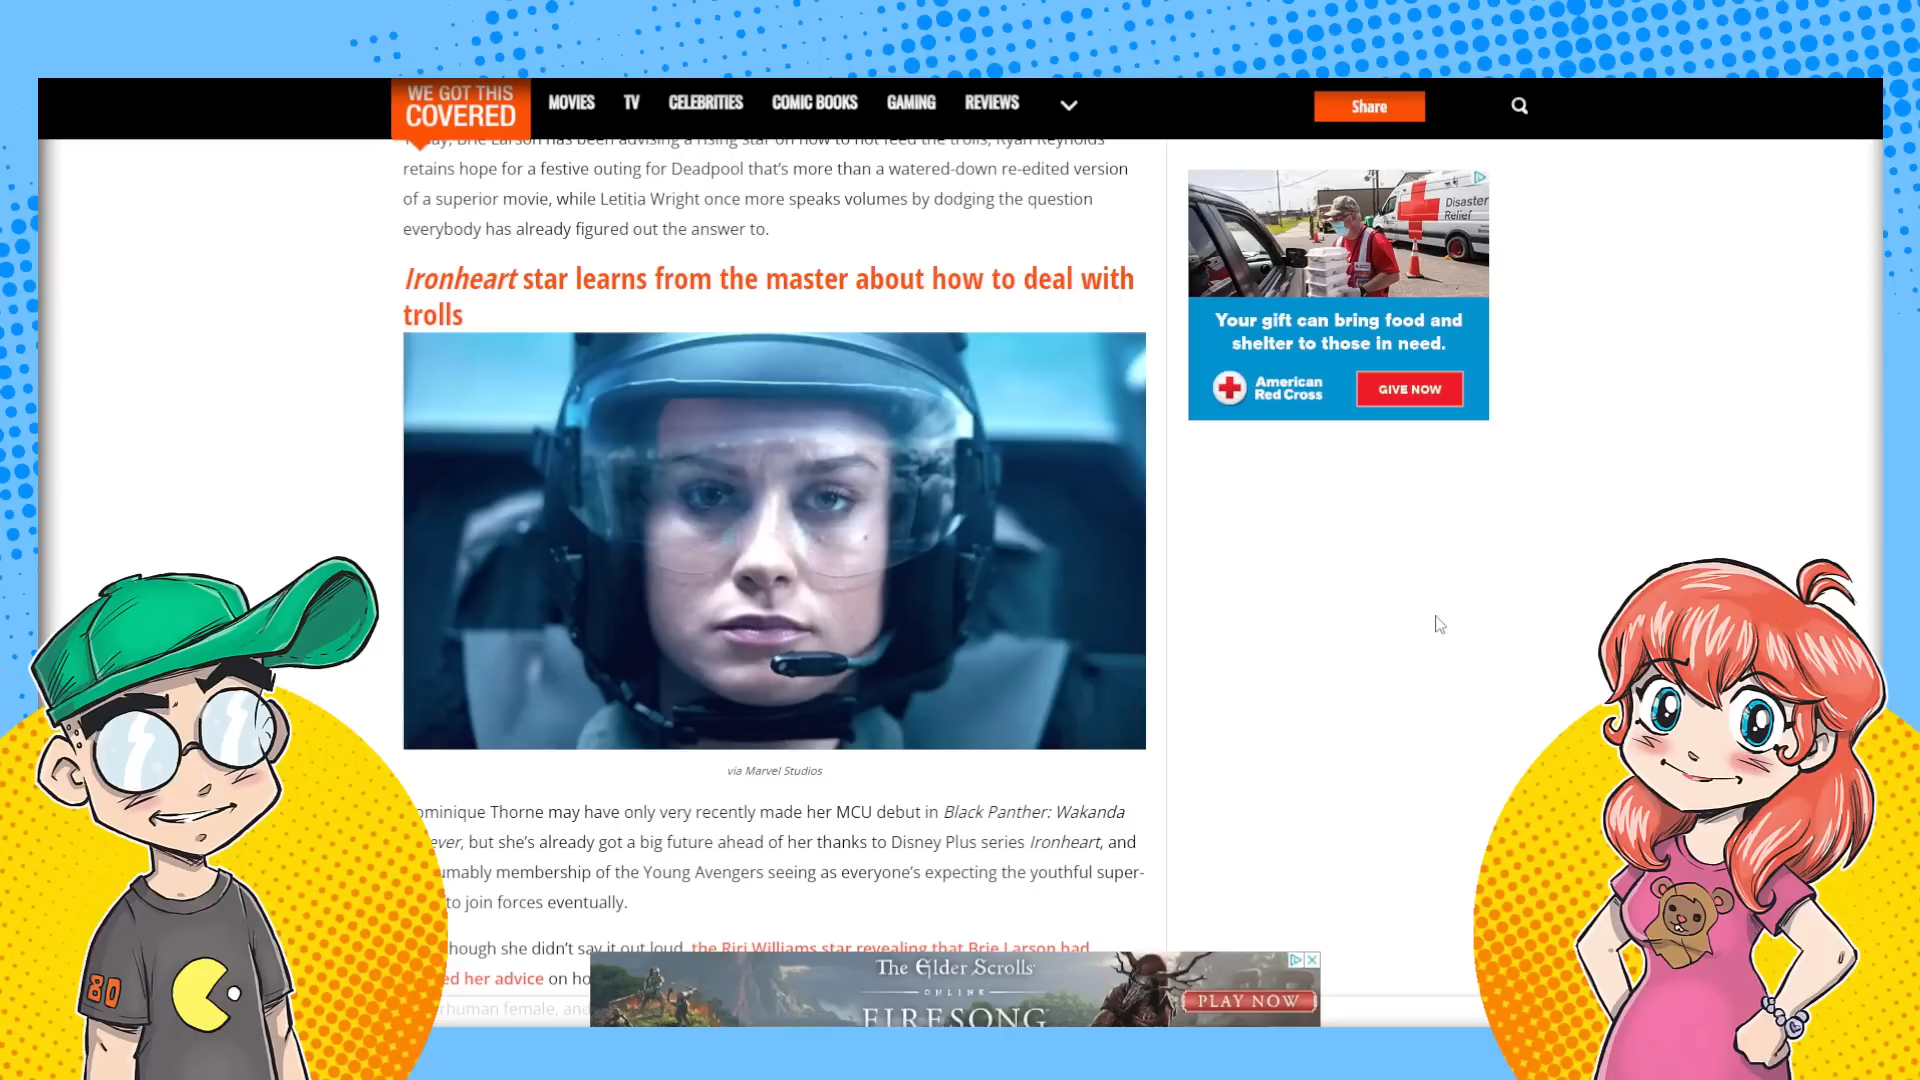 WE GOT THIS
COVERED
MOVIES
TV
CELEBRITIES
COMIC BOOKS
GAMING
REVIEWS
Share
Today, Brie Larson has been advising a rising star on how to not feed the trolls, Ryan Reynolds
retains hope for a festive outing for Deadpool that's more than a watered-down re-edited version
of a superior movie, while Letitia Wright once more speaks volumes by dodging the question
everybody has already figured out the answer to.
Ironheart star learns from the master about how to deal with
trolls
Disaster
Relief
Your gift can bring food and
shelter to those in need.
American
Red Cross
GIVE NOW
via Marvel Studios
ominique Thorne may have only very recently made her MCU debut in Black Panther: Wakanda
ever, but she's already got a big future ahead of her thanks to Disney Plus series Ironheart, and
umably membership of the Young Avengers seeing as everyone's expecting the youthful super-
to join forces eventually.
hough she didn't say it out loud, the Riri Williams star revealing that Brie Larson had
ed her advice on ho
rhuman female, and
The Elder Scrolls
ONLINE
FIRESONG
PLAY NOW
80